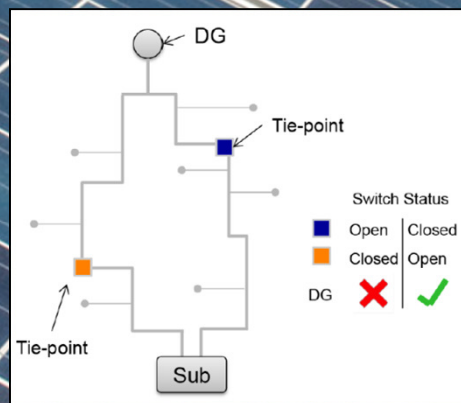 DG
Tie-point
Switch Status
Open Closed
Closed Open
DG
Tie-point
Sub